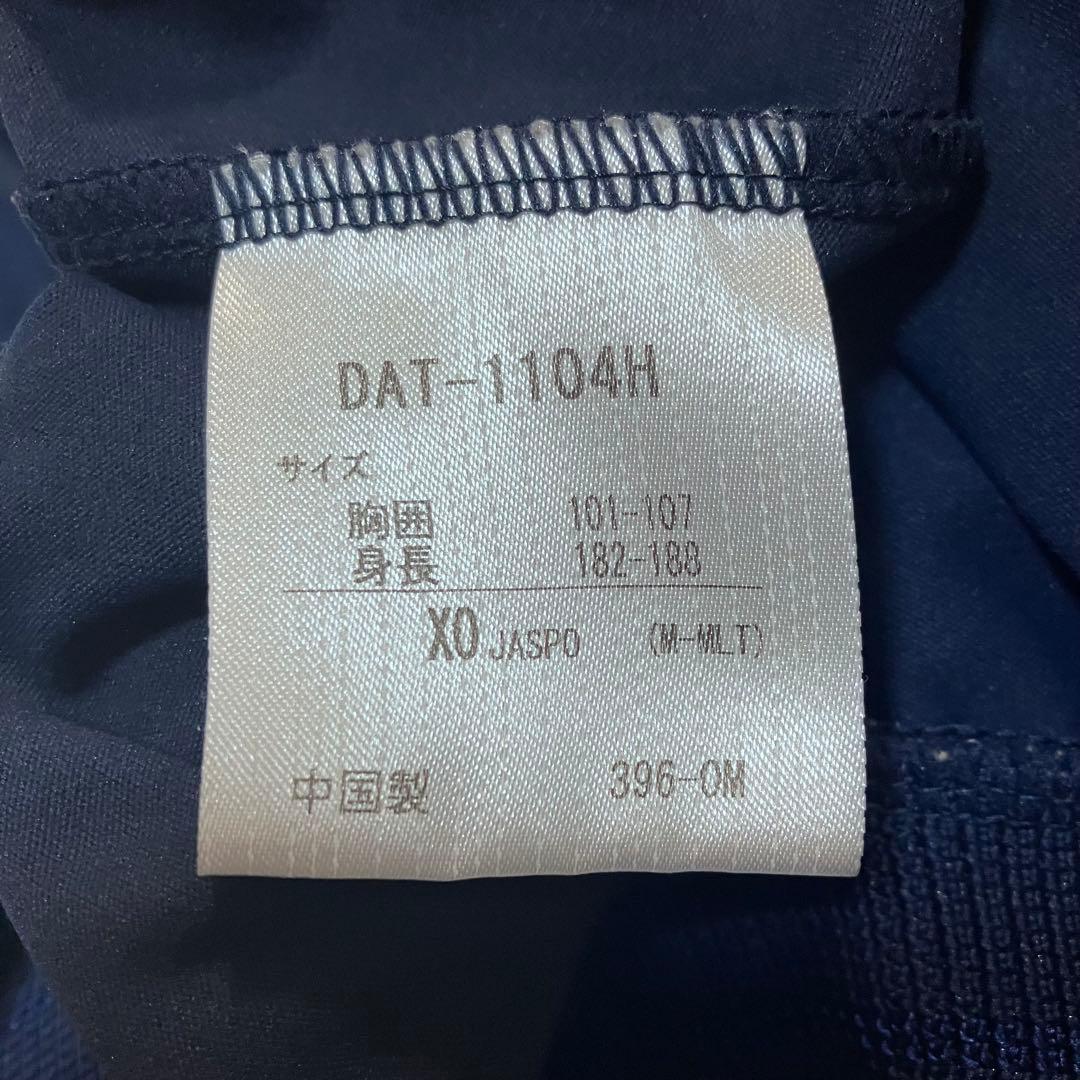 DAT-1104H
サイズ
胸囲 101-107
身長 182-188
XO JASPO (M-MLT)
中国製 396-OM